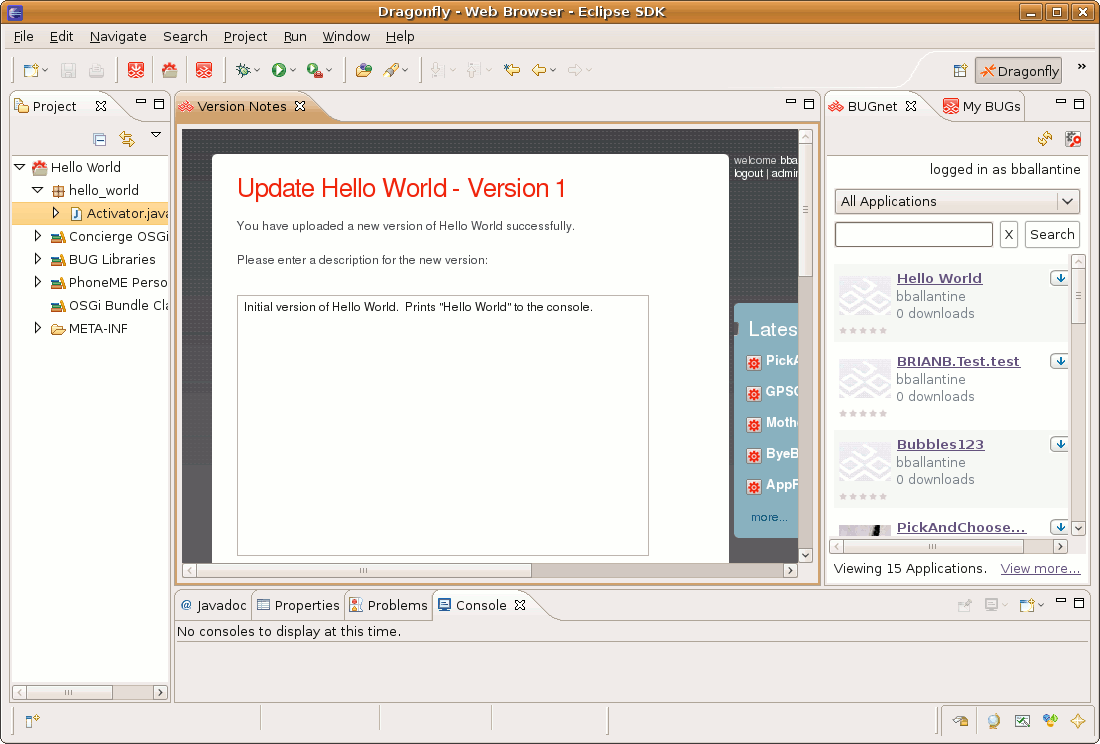 Dragonfly - Web Browser - Eclipse SDK
File Edit Navigate Search Project Run Window Help
Dragonfly
Project
Hello World
hello_world
Activator.java
Concierge OSGi
BUG Libraries
PhoneME Perso
OSGi Bundle Cla
META-INF
Version Notes
Update Hello World - Version 1
You have uploaded a new version of Hello World successfully.
Please enter a description for the new version:
Initial version of Hello World. Prints "Hello World" to the console.
welcome bba
logout | admin
Lates
PickA
GPSC
Moth
ByeB
AppF
more...
BUGnet
My BUGs
logged in as bballantine
All Applications
X
Search
Hello World
bballantine
0 downloads
BRIANB.Test.test
bballantine
0 downloads
Bubbles123
bballantine
0 downloads
PickAndChoose...
Viewing 15 Applications. View more...
Javadoc Properties Problems Console
No consoles to display at this time.